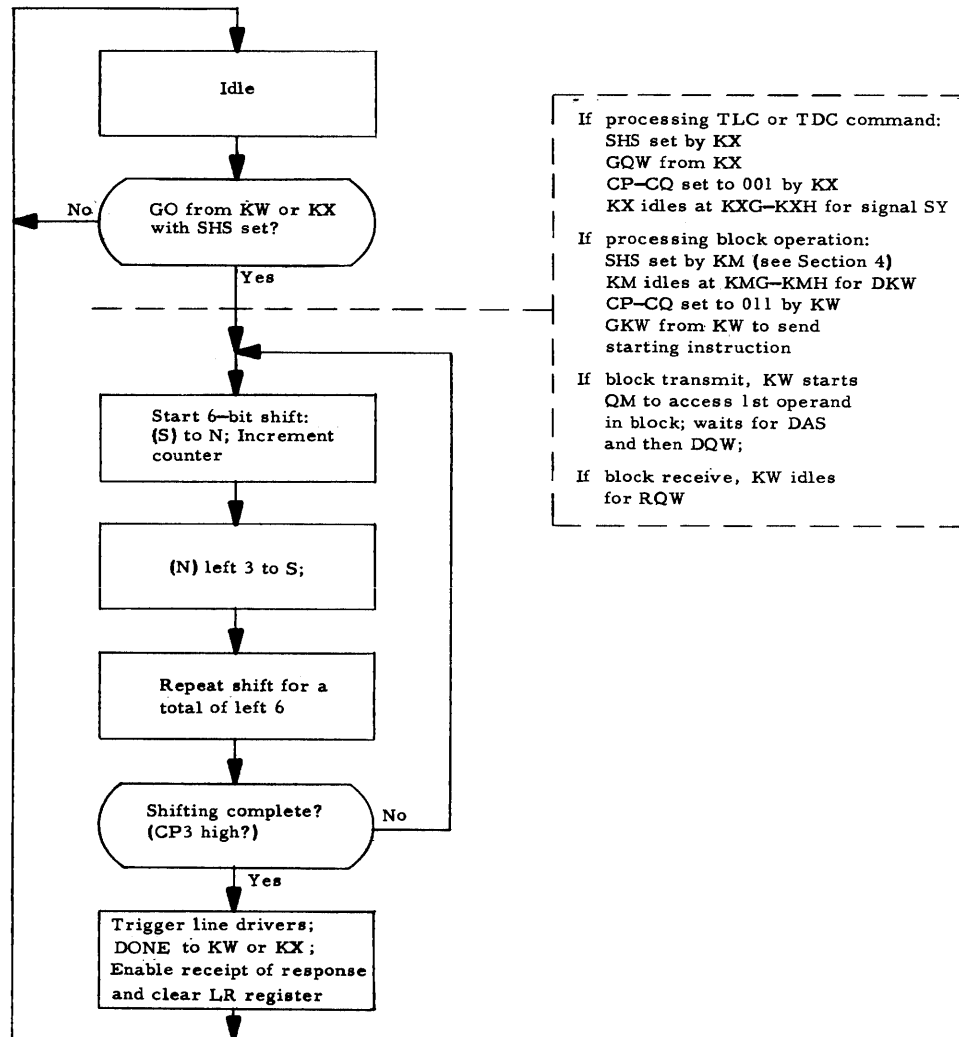 Idle
GO from KW or KX
with SHS set?
No
Yes
Start 6-bit shift:
(S) to N; Increment
counter
(N) left 3 to S;
Repeat shift for a
total of left 6
Shifting complete?
(CP3 high?)
No
Yes
Trigger line drivers;
DONE to KW or KX;
Enable receipt of response
and clear LR register
If processing TLC or TDC command:
SHS set by KX
GQW from KX
CP-CQ set to 001 by KX
KX idles at KXG-KXH for signal SY
If processing block operation:
SHS set by KM (see Section 4)
KM idles at KMG-KMH for DKW
CP-CQ set to 011 by KW
GKW from KW to send
starting instruction
If block transmit, KW starts
QM to access 1st operand
in block; waits for DAS
and then DQW;
If block receive, KW idles
for RQW